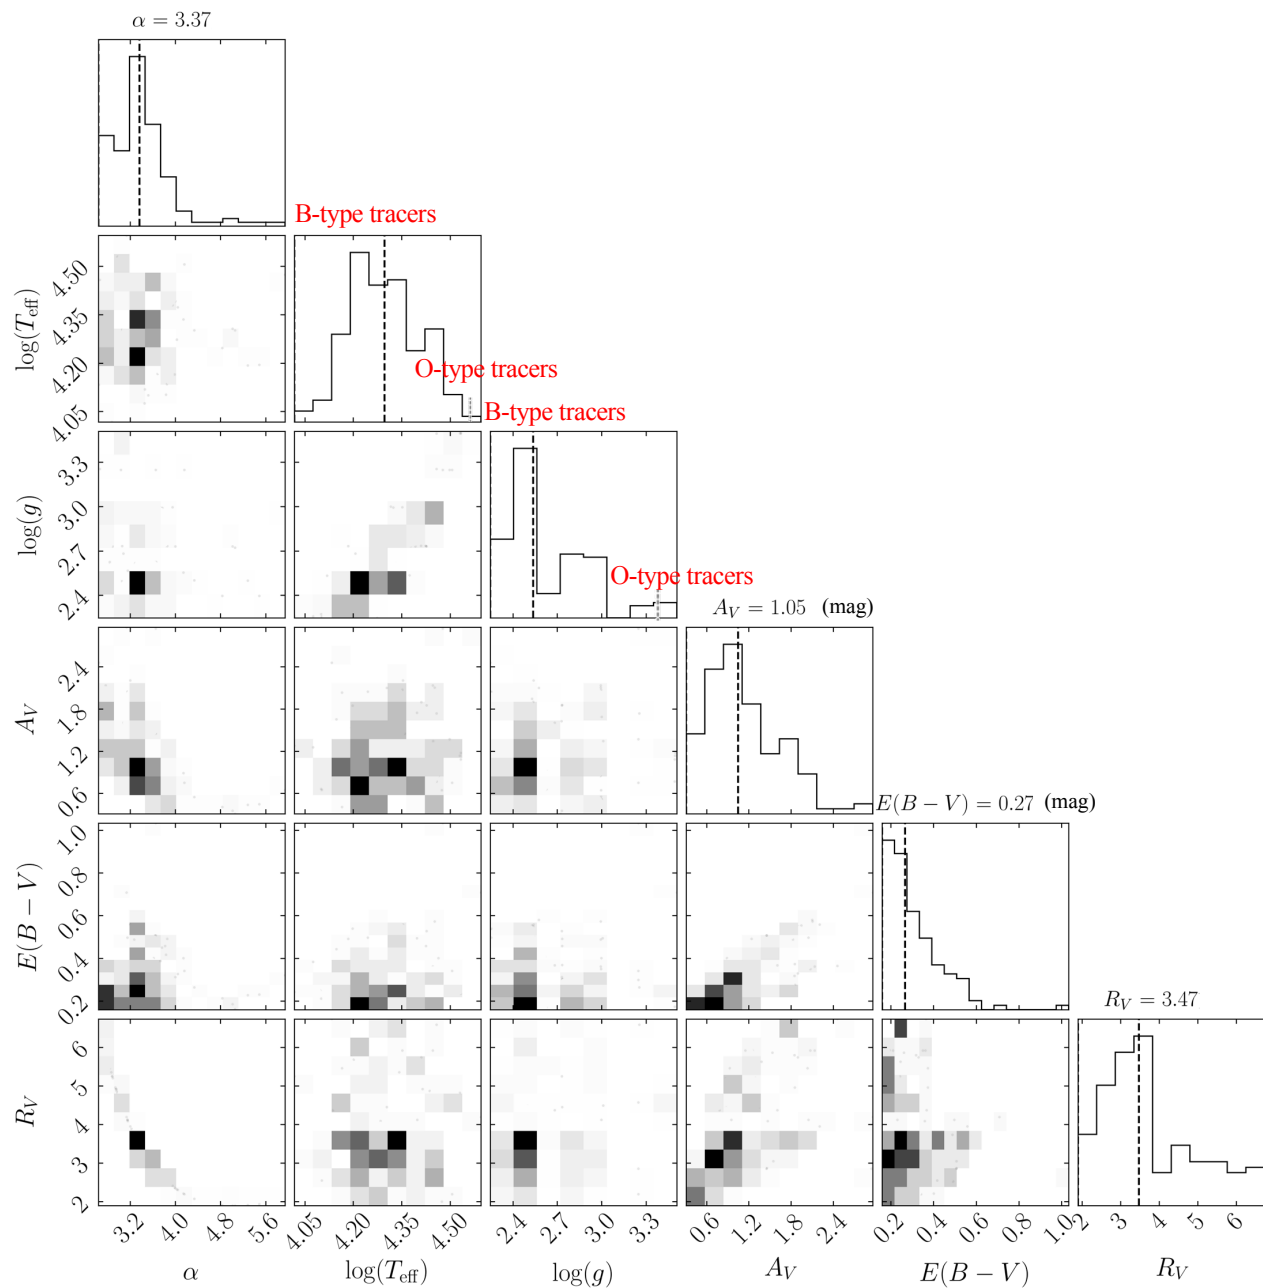 α = 3.37
B-type tracers
log(T_eff)
4.50
4.35
4.20
4.05
O-type tracers
B-type tracers
log(g)
3.3
3.0
2.7
2.4
O-type tracers
A_V = 1.05 (mag)
A_V
2.4
1.8
1.2
0.6
E(B − V) = 0.27 (mag)
E(B − V)
1.0
0.8
0.6
0.4
0.2
R_V = 3.47
R_V
6
5
4
3
2
3.2 4.0 4.8 5.6 4.05 4.20 4.35 4.50 2.4 2.7 3.0 3.3 0.6 1.2 1.8 2.4 0.2 0.4 0.6 0.8 1.0 2 3 4 5 6
α log(T_eff) log(g) A_V E(B − V) R_V